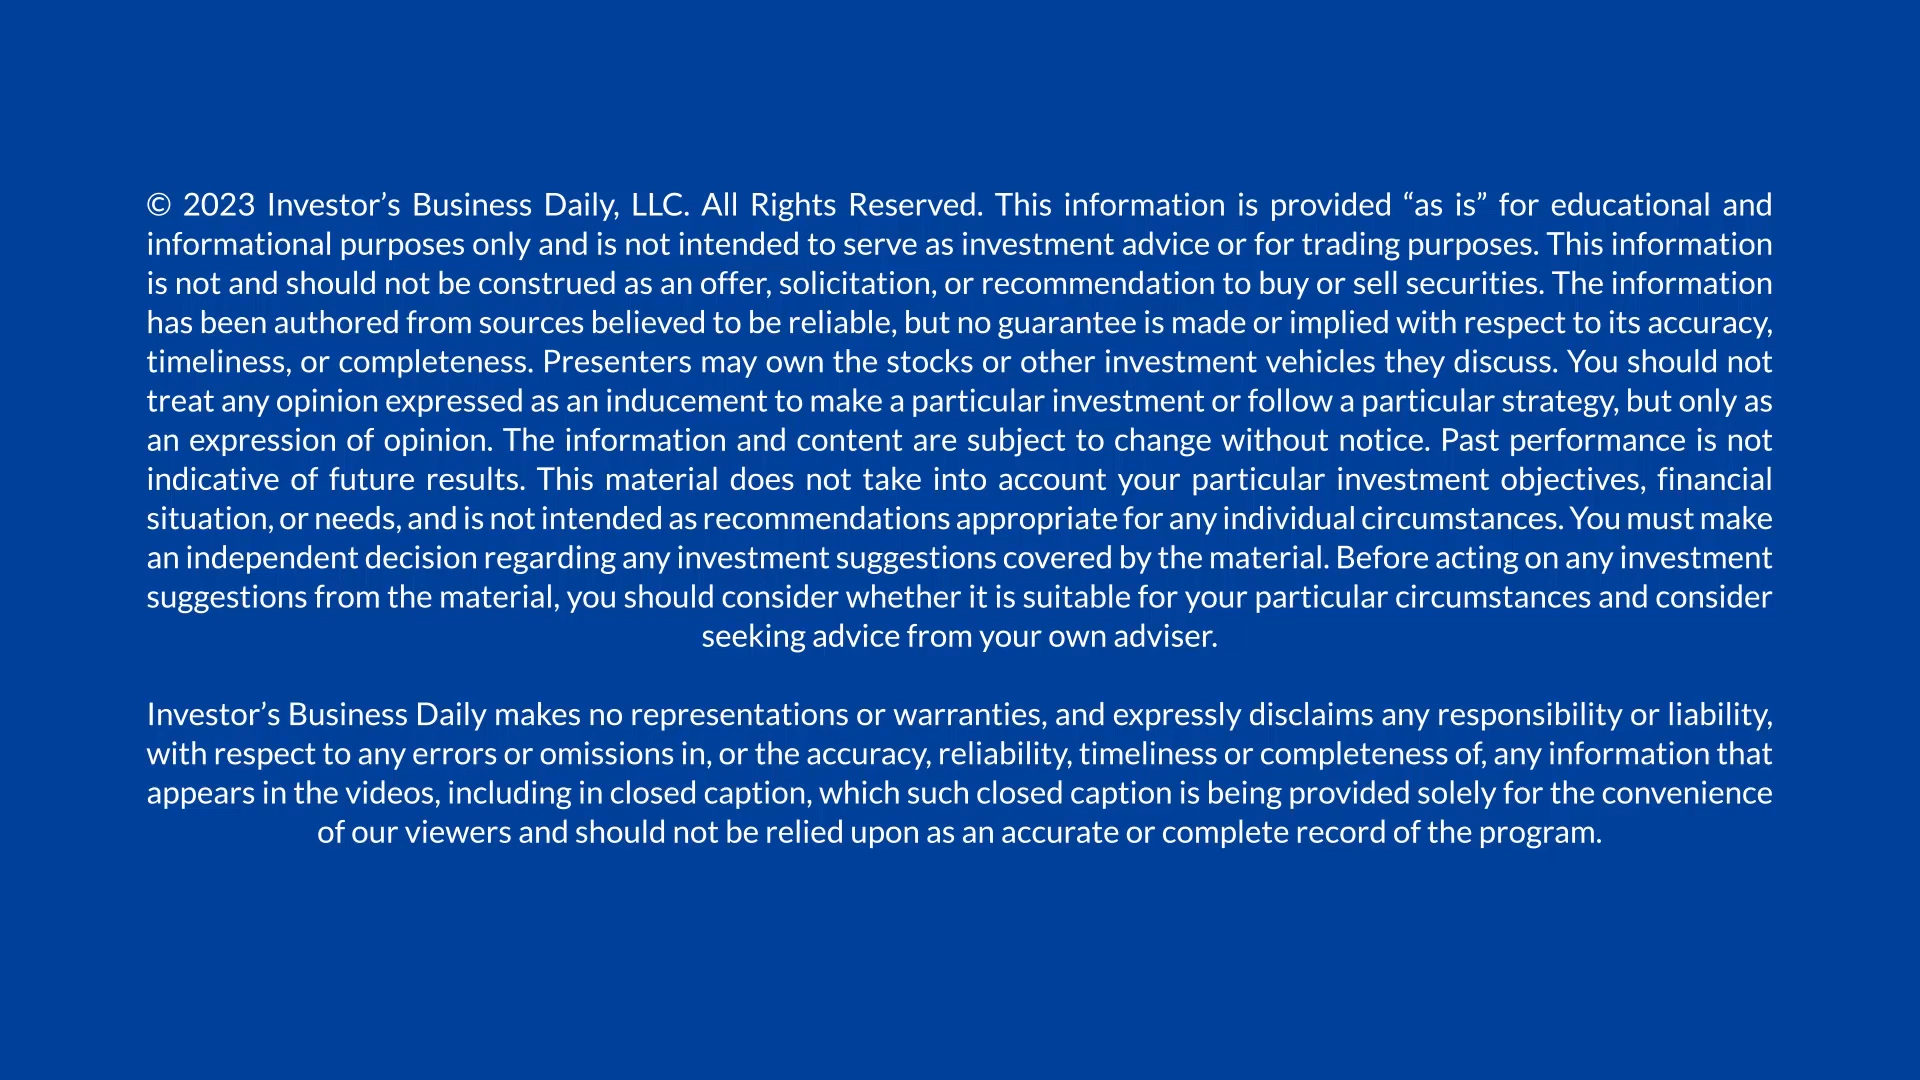 © 2023 Investor’s Business Daily, LLC. All Rights Reserved. This information is provided “as is” for educational and
informational purposes only and is not intended to serve as investment advice or for trading purposes. This information
is not and should not be construed as an offer, solicitation, or recommendation to buy or sell securities. The information
has been authored from sources believed to be reliable, but no guarantee is made or implied with respect to its accuracy,
timeliness, or completeness. Presenters may own the stocks or other investment vehicles they discuss. You should not
treat any opinion expressed as an inducement to make a particular investment or follow a particular strategy, but only as
an expression of opinion. The information and content are subject to change without notice. Past performance is not
indicative of future results. This material does not take into account your particular investment objectives, financial
situation, or needs, and is not intended as recommendations appropriate for any individual circumstances. You must make
an independent decision regarding any investment suggestions covered by the material. Before acting on any investment
suggestions from the material, you should consider whether it is suitable for your particular circumstances and consider
seeking advice from your own adviser.
Investor’s Business Daily makes no representations or warranties, and expressly disclaims any responsibility or liability,
with respect to any errors or omissions in, or the accuracy, reliability, timeliness or completeness of, any information that
appears in the videos, including in closed caption, which such closed caption is being provided solely for the convenience
of our viewers and should not be relied upon as an accurate or complete record of the program.